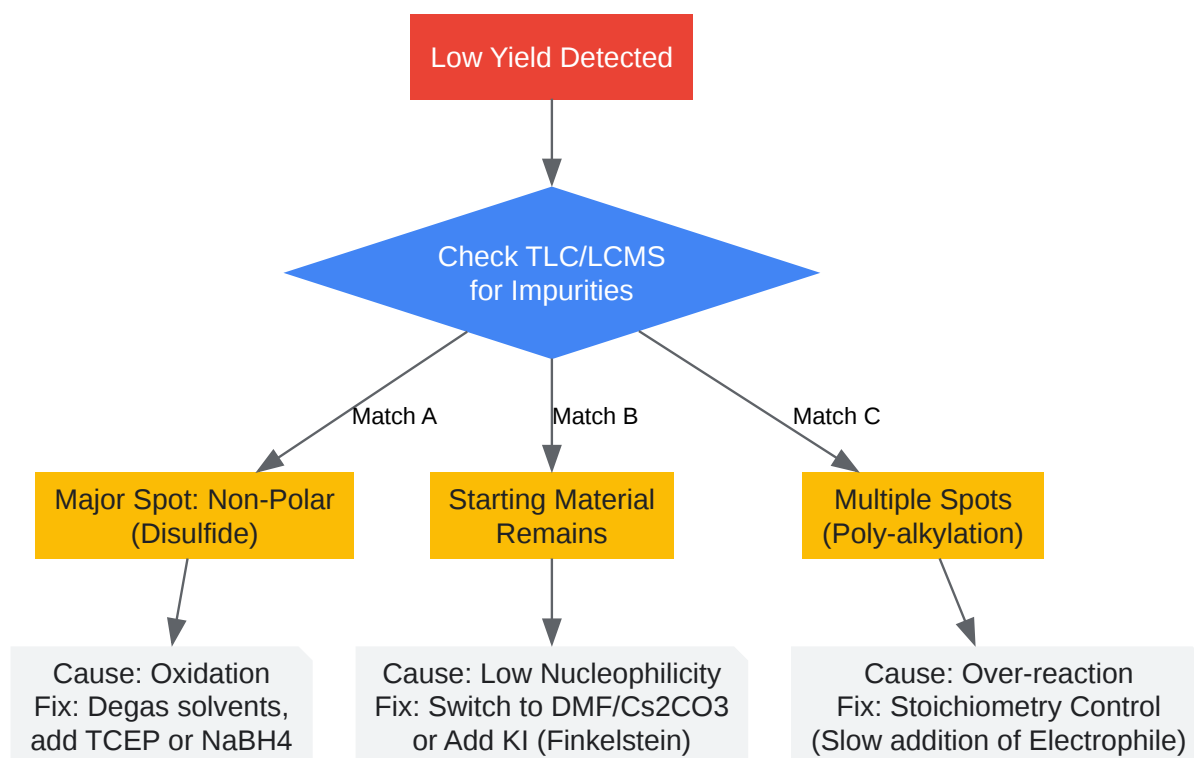 Low Yield Detected
Check TLC/LCMS
for Impurities
Match A
Match B
Match C
Major Spot: Non-Polar
(Disulfide)
Starting Material
Remains
Multiple Spots
(Poly-alkylation)
Cause: Oxidation
Fix: Degas solvents,
add TCEP or NaBH4
Cause: Low Nucleophilicity
Fix: Switch to DMF/Cs2CO3
or Add KI (Finkelstein)
Cause: Over-reaction
Fix: Stoichiometry Control
(Slow addition of Electrophile)